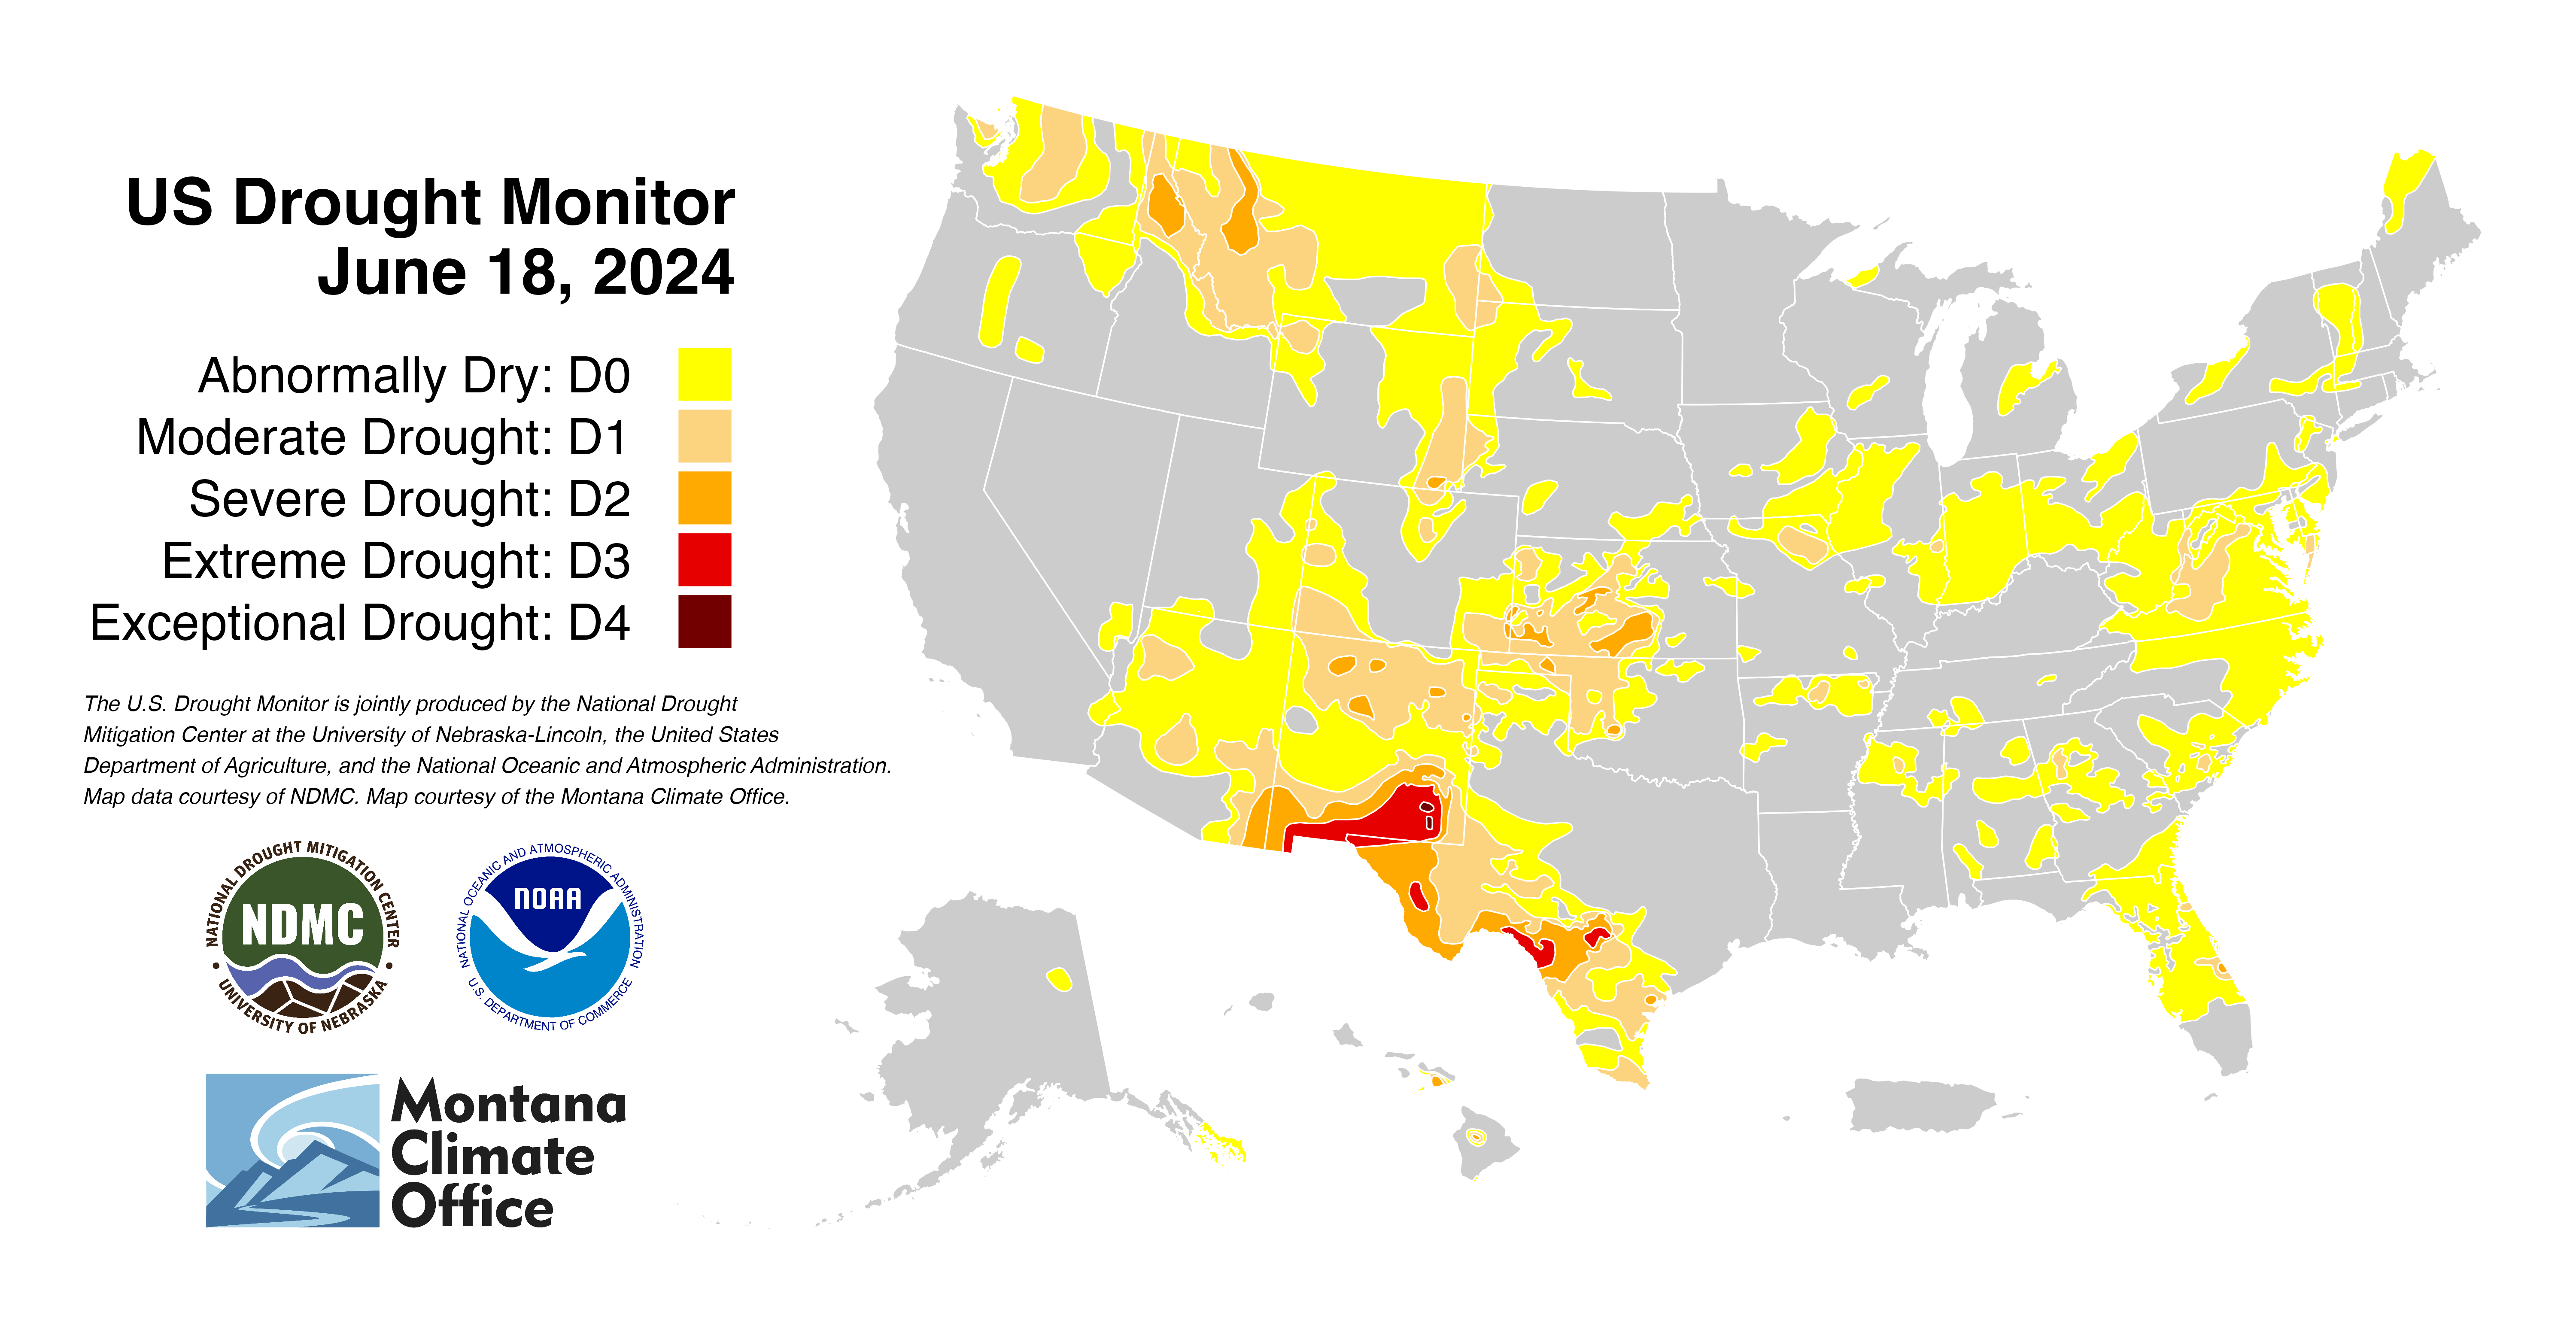 US Drought Monitor
June 18, 2024
Abnormally Dry: D0
Moderate Drought: D1
Severe Drought: D2
Extreme Drought: D3
Exceptional Drought: D4
The U.S. Drought Monitor is jointly produced by the National Drought
Mitigation Center at the University of Nebraska-Lincoln, the United States
Department of Agriculture, and the National Oceanic and Atmospheric Administration.
Map data courtesy of NDMC. Map courtesy of the Montana Climate Office.
NATIONAL DROUGHT MITIGATION CENTER
NDMC
UNIVERSITY OF NEBRASKA
NATIONAL OCEANIC AND ATMOSPHERIC ADMINISTRATION
NOAA
U.S. DEPARTMENT OF COMMERCE
Montana
Climate
Office